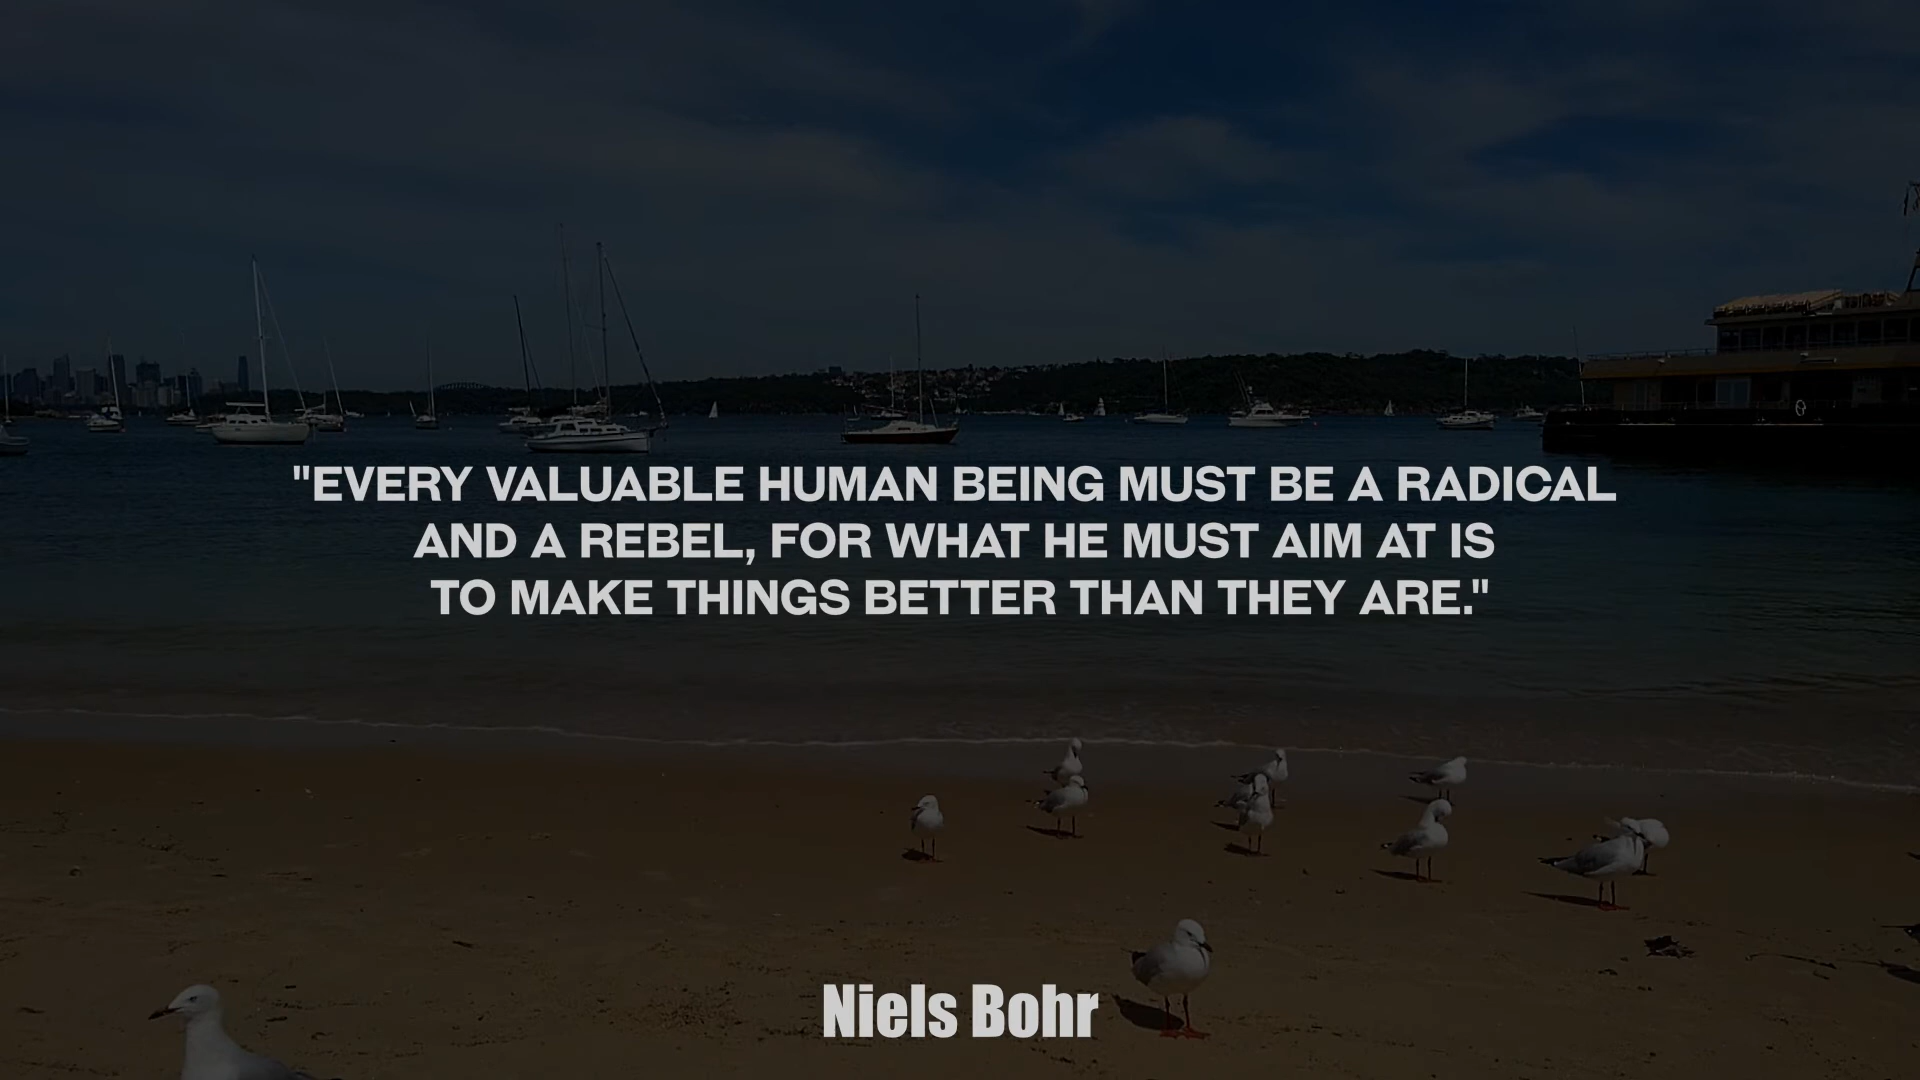 "EVERY VALUABLE HUMAN BEING MUST BE A RADICAL
AND A REBEL, FOR WHAT HE MUST AIM AT IS
TO MAKE THINGS BETTER THAN THEY ARE."
Niels Bohr